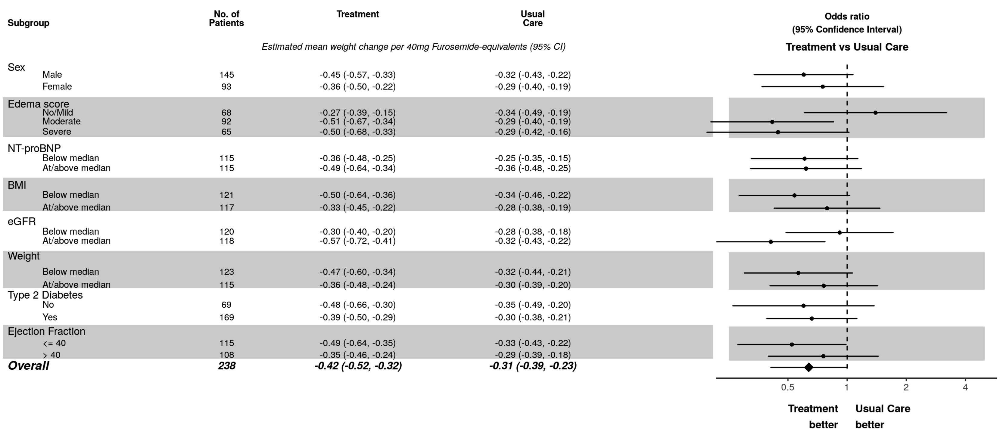 Subgroup No. of Patients Treatment Usual Care Odds ratio
(95% Confidence Interval)
Estimated mean weight change per 40mg Furosemide-equivalents (95% CI) Treatment vs Usual Care
Sex
Male 145 -0.45 (-0.57, -0.33) -0.32 (-0.43, -0.22)
Female 93 -0.36 (-0.50, -0.22) -0.29 (-0.40, -0.19)
Edema score
No/Mild 68 -0.27 (-0.39, -0.15) -0.34 (-0.49, -0.19)
Moderate 92 -0.51 (-0.67, -0.34) -0.29 (-0.40, -0.19)
Severe 65 -0.50 (-0.68, -0.33) -0.29 (-0.42, -0.16)
NT-proBNP
Below median 115 -0.36 (-0.48, -0.25) -0.25 (-0.35, -0.15)
At/above median 115 -0.49 (-0.64, -0.34) -0.36 (-0.48, -0.25)
BMI
Below median 121 -0.50 (-0.64, -0.36) -0.34 (-0.46, -0.22)
At/above median 117 -0.33 (-0.45, -0.22) -0.28 (-0.38, -0.19)
eGFR
Below median 120 -0.30 (-0.40, -0.20) -0.28 (-0.38, -0.18)
At/above median 118 -0.57 (-0.72, -0.41) -0.32 (-0.43, -0.22)
Weight
Below median 123 -0.47 (-0.60, -0.34) -0.32 (-0.44, -0.21)
At/above median 115 -0.36 (-0.48, -0.24) -0.30 (-0.39, -0.20)
Type 2 Diabetes
No 69 -0.48 (-0.66, -0.30) -0.35 (-0.49, -0.20)
Yes 169 -0.39 (-0.50, -0.29) -0.30 (-0.38, -0.21)
Ejection Fraction
<= 40 115 -0.49 (-0.64, -0.35) -0.33 (-0.43, -0.22)
> 40 108 -0.35 (-0.46, -0.24) -0.29 (-0.39, -0.18)
Overall 238 -0.42 (-0.52, -0.32) -0.31 (-0.39, -0.23)
0.5 1 2 4
Treatment better
Usual Care better